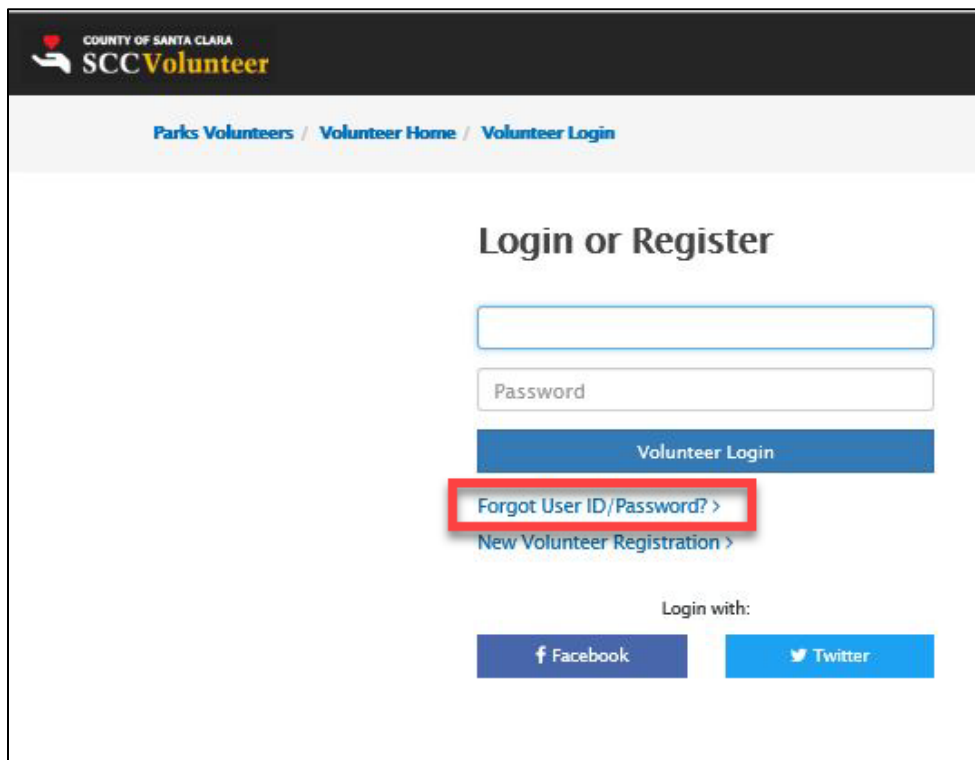 COUNTY OF SANTA CLARA
SCCVolunteer
Parks Volunteers / Volunteer Home / Volunteer Login
Login or Register
Password
Volunteer Login
Forgot User ID/Password? >
New Volunteer Registration >
Login with:
f Facebook
Twitter